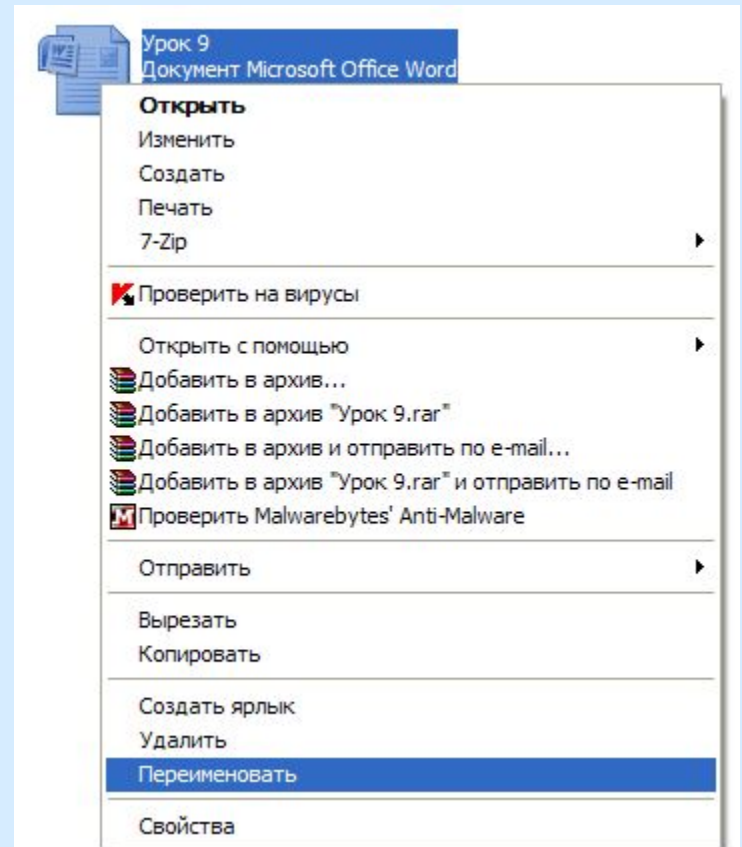 Урок 9
Документ Microsoft Office Word
Открыть
Изменить
Создать
Печать
7-Zip
Проверить на вирусы
Открыть с помощью
Добавить в архив...
Добавить в архив "Урок 9.rar"
Добавить в архив и отправить по e-mail...
Добавить в архив "Урок 9.rar" и отправить по e-mail
Проверить Malwarebytes' Anti-Malware
Отправить
Вырезать
Копировать
Создать ярлык
Удалить
Переименовать
Свойства